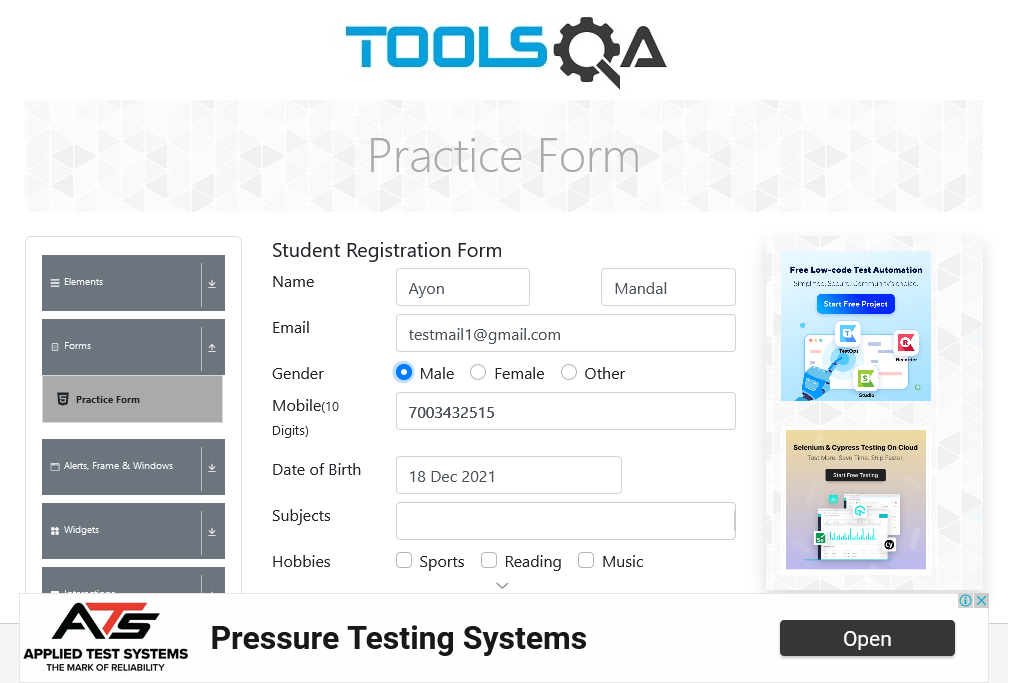 TOOLSQA
Practice Form
Elements
Forms
Practice Form
Alerts, Frame & Windows
Widgets
Student Registration Form
Name
Ayon
Mandal
Email
testmail1@gmail.com
Gender
Male
Female
Other
Mobile(10
Digits)
7003432515
Date of Birth
18 Dec 2021
Subjects
Hobbies
Sports
Reading
Music
Free Low-code Test Automation
Simplified. Secure. Community's choice.
Start Free Project
TestOps
Recorder
Studio
Selenium & Cypress Testing On Cloud
Test More. Save Time. Ship Faster.
Start Free Testing
ATS
APPLIED TEST SYSTEMS
THE MARK OF RELIABILITY
Pressure Testing Systems
Open